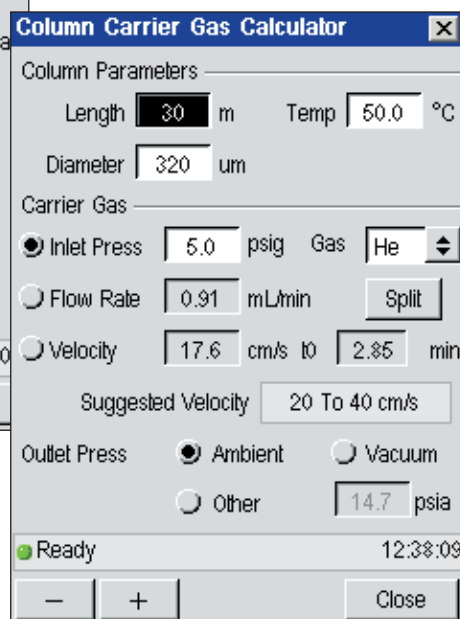 Column Carrier Gas Calculator
Column Parameters
Length 30 m Temp 50.0 °C
Diameter 320 um
Carrier Gas
Inlet Press 5.0 psig Gas He
Flow Rate 0.91 mL/min Split
Velocity 17.6 cm/s t0 2.85 min
Suggested Velocity 20 To 40 cm/s
Outlet Press Ambient Vacuum
Other 14.7 psia
Ready 12:38:09
− + Close